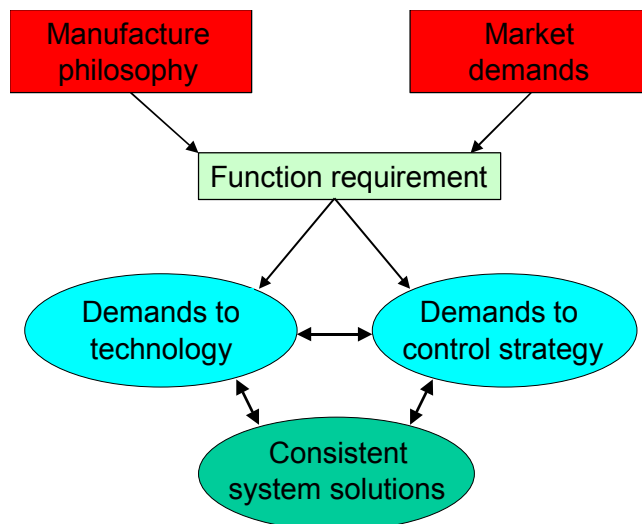 Manufacture
philosophy
Market
demands
Function requirement
Demands to
technology
Demands to
control strategy
Consistent
system solutions